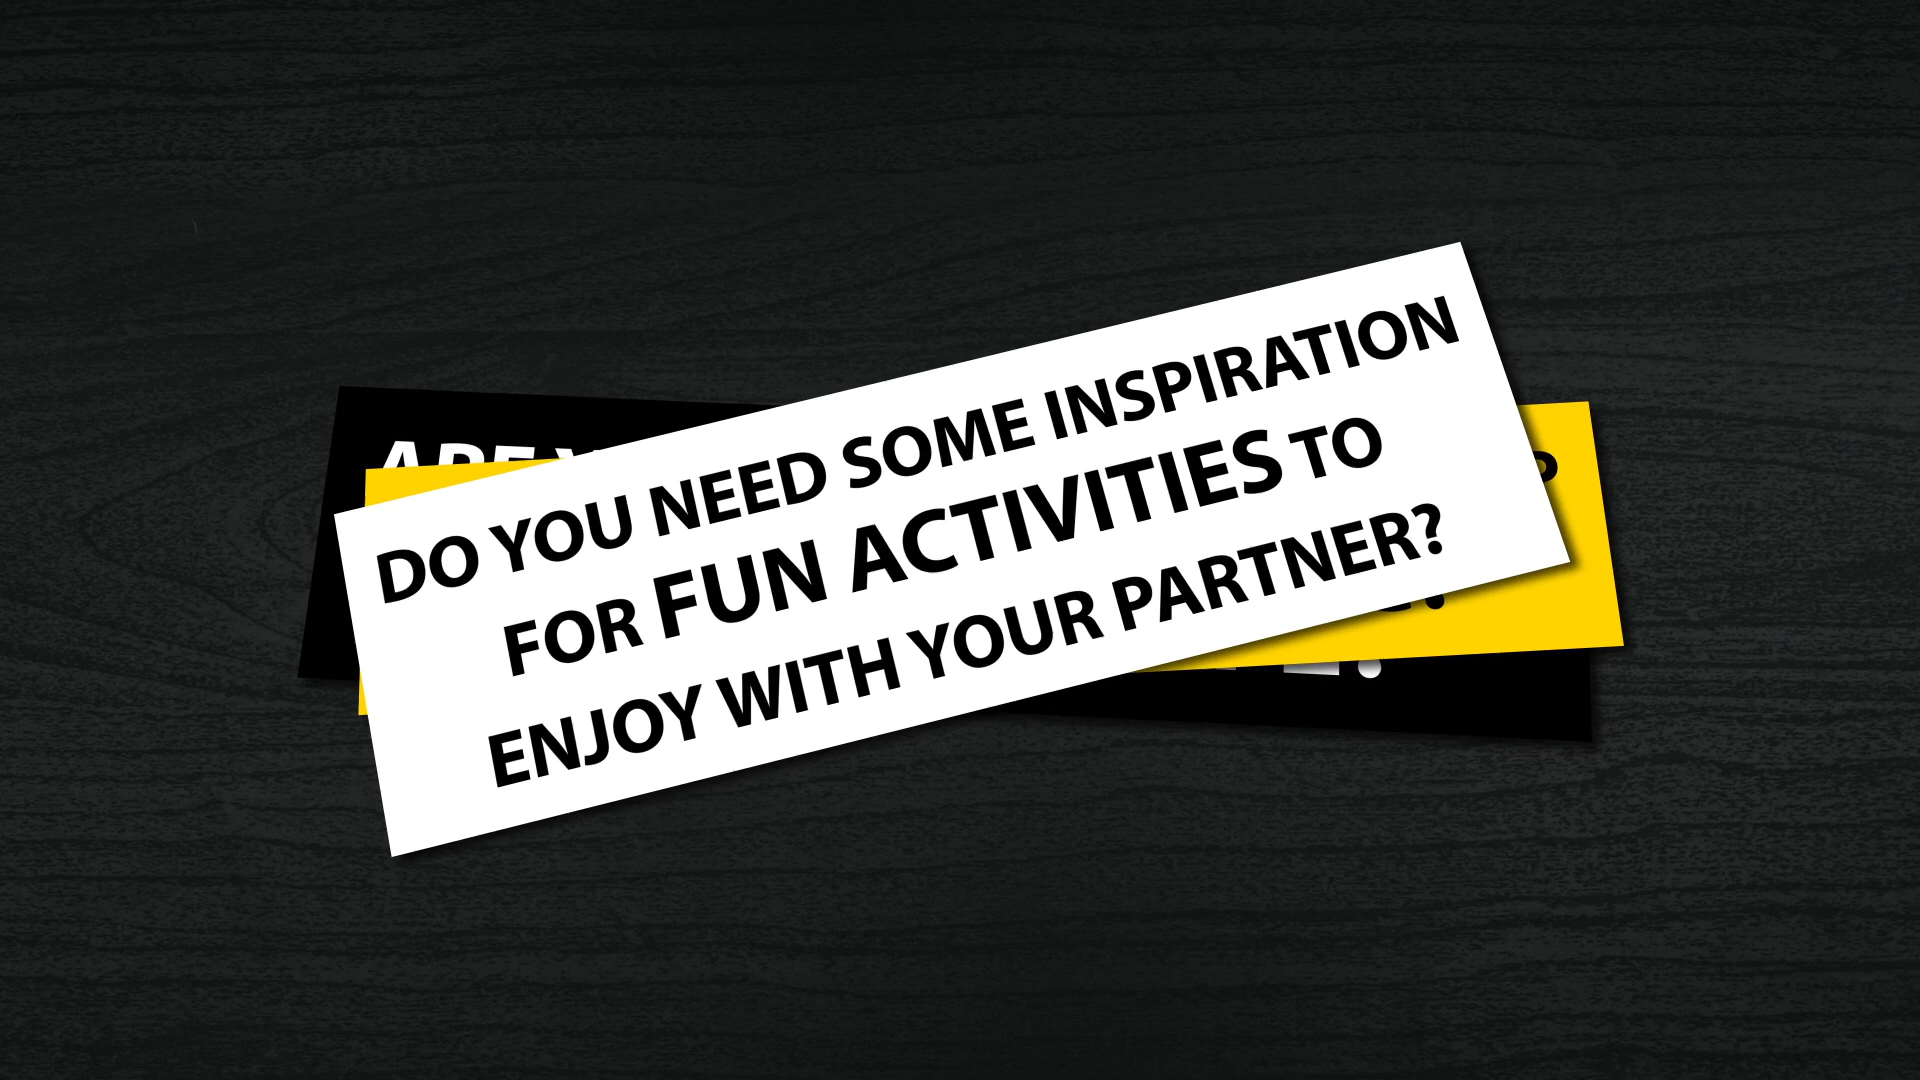 DO YOU NEED SOME INSPIRATION
FOR FUN ACTIVITIES TO
ENJOY WITH YOUR PARTNER?